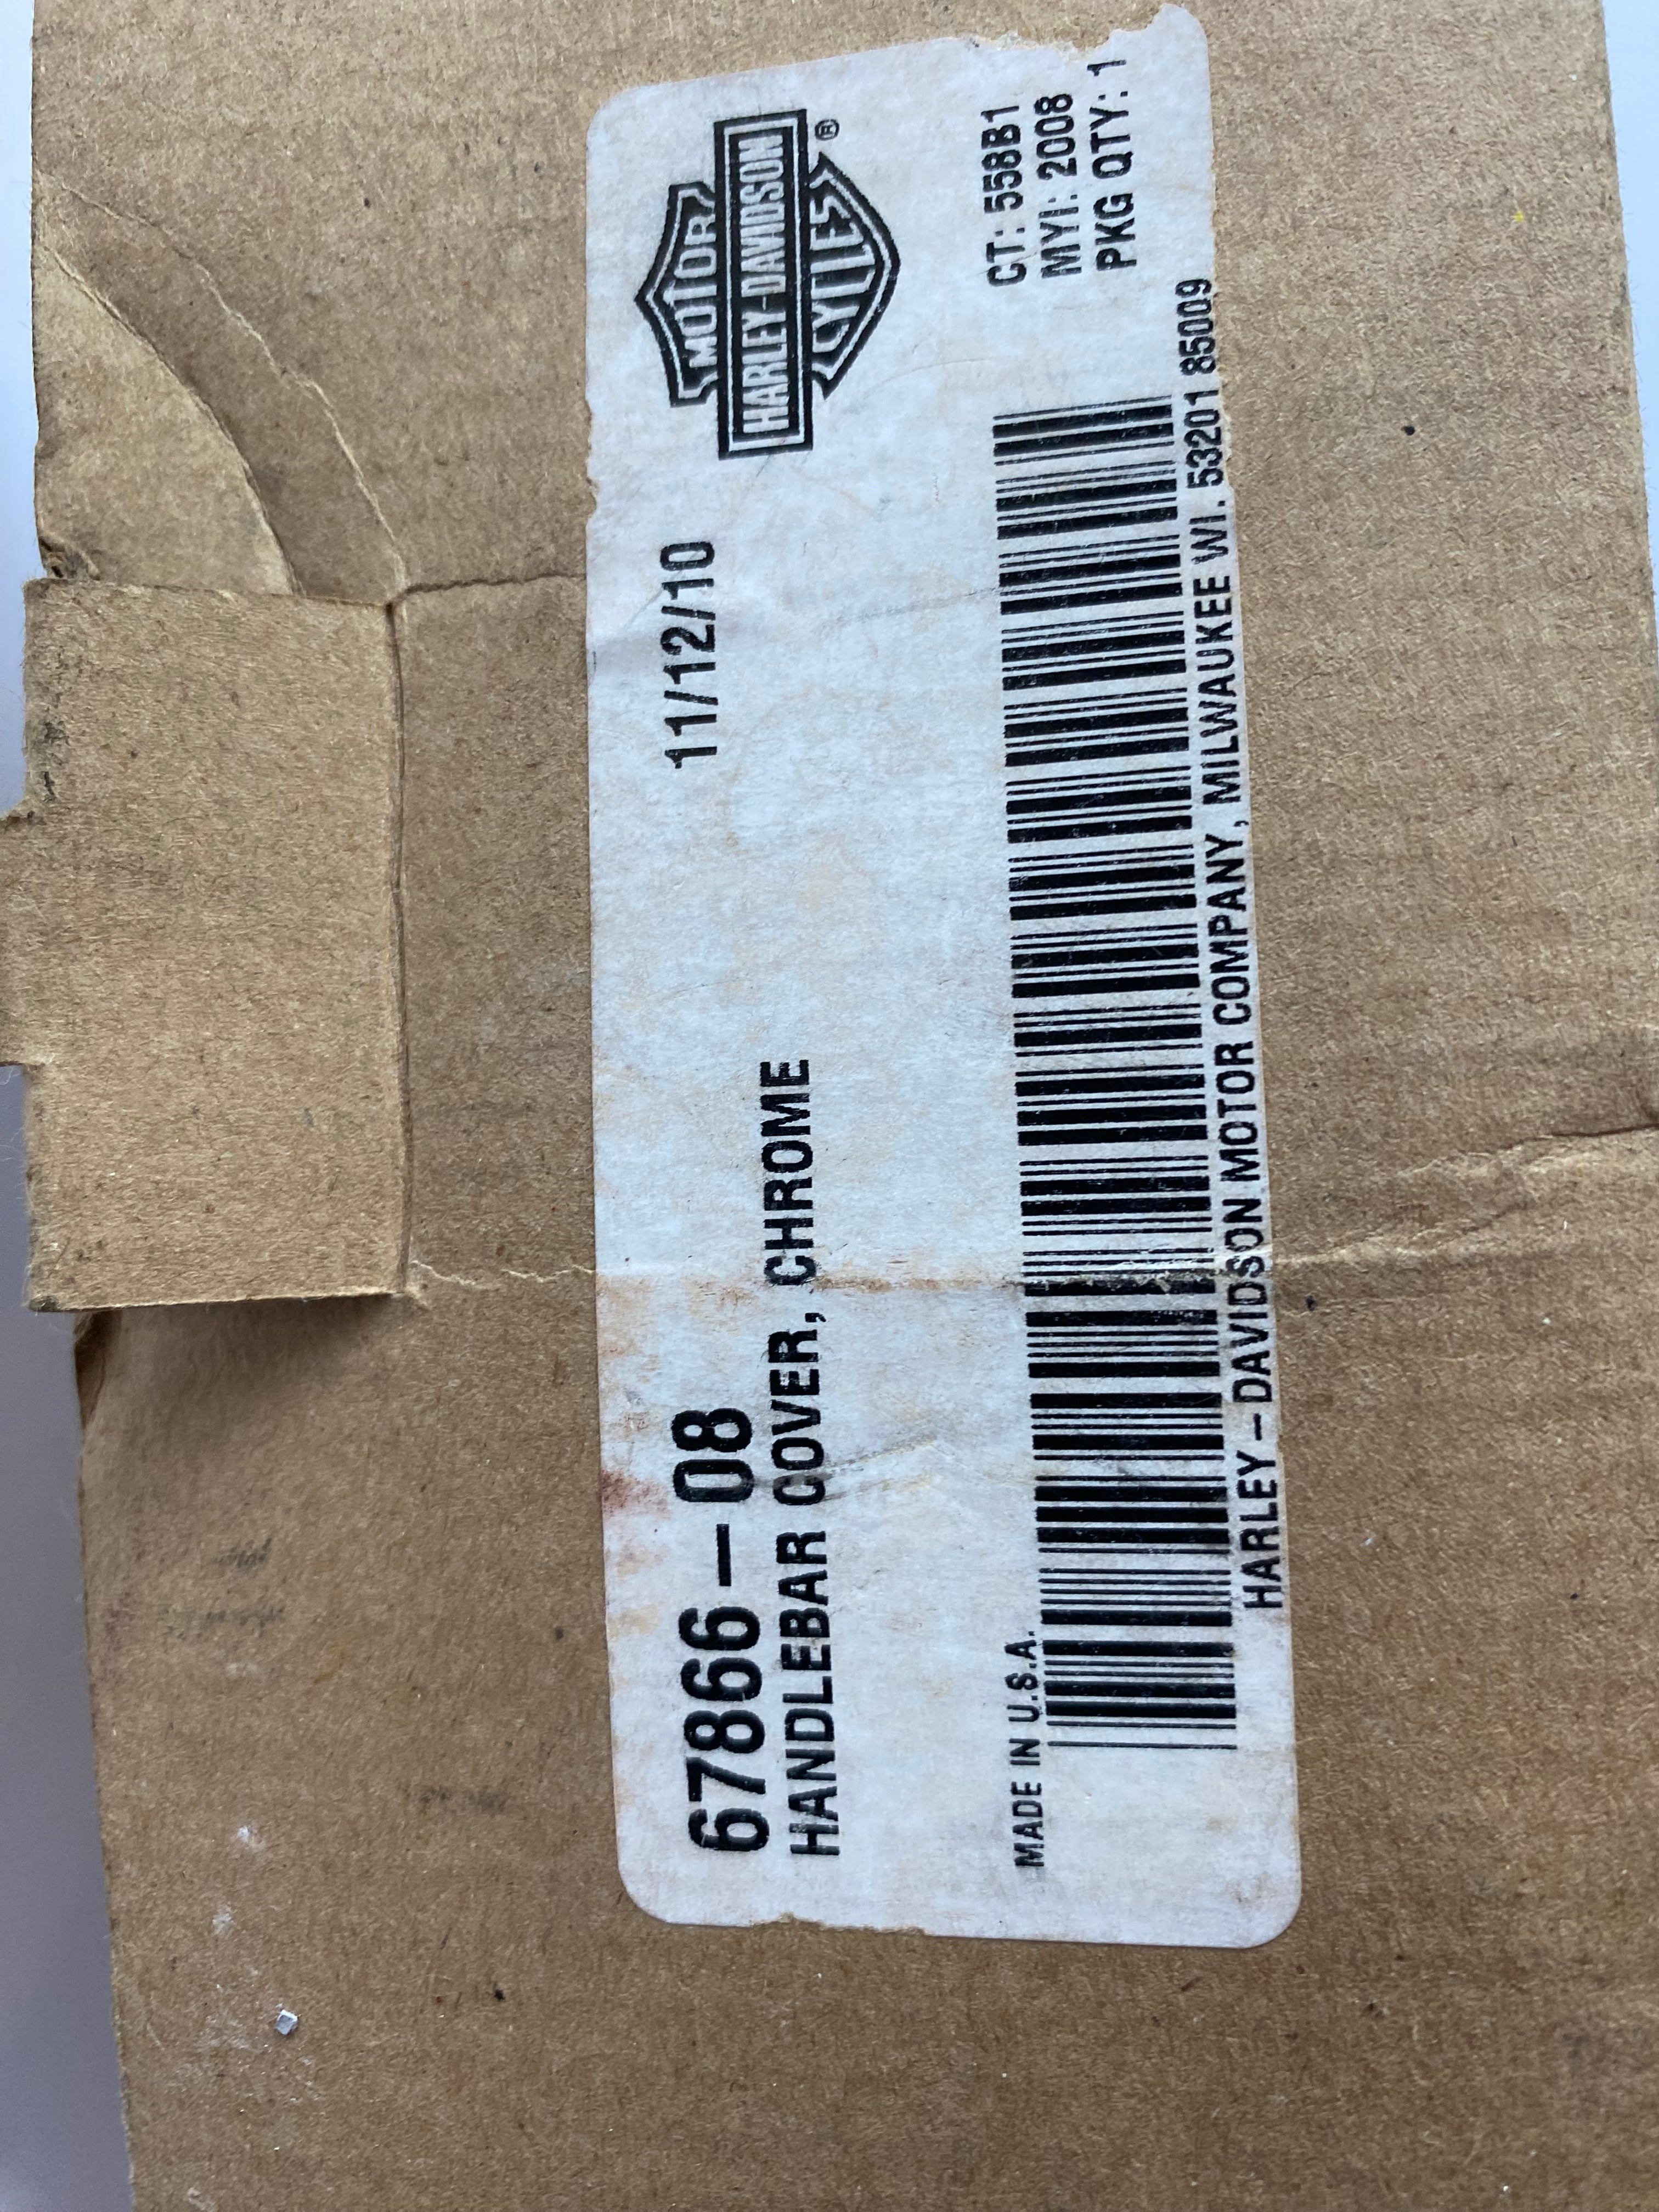 67866-08
11/12/10
HANDLEBAR COVER, CHROME
MOTOR
HARLEY-DAVIDSON
CYCLES
®
MADE IN U.S.A.
CT: 558B1
MYI: 2008
PKG QTY: 1
HARLEY-DAVIDSON MOTOR COMPANY, MILWAUKEE WI. 53201 85009